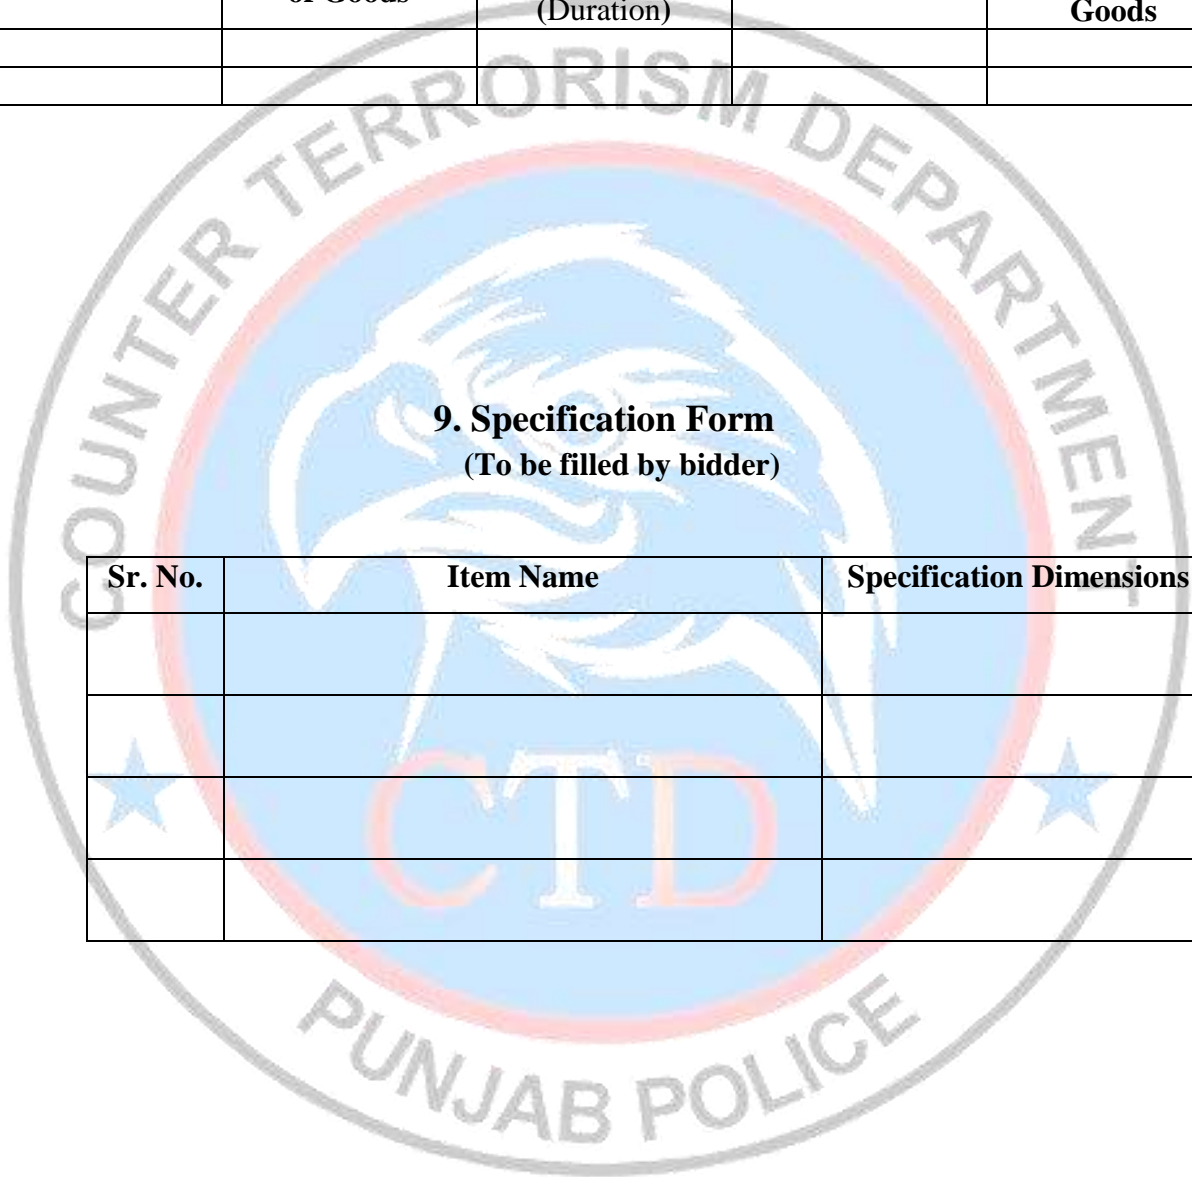 of Goods
(Duration)
Goods
COUNTER TERRORISM DEPARTMENT
9. Specification Form
(To be filled by bidder)
Sr. No. Item Name Specification Dimensions
CTD
PUNJAB POLICE